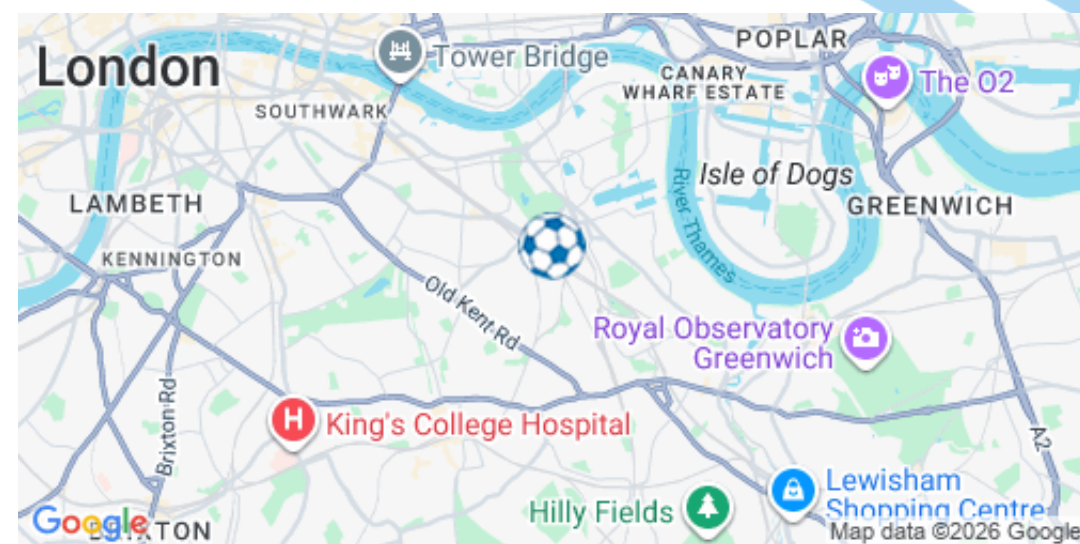 London
Tower Bridge
POPLAR
CANARY
WHARF ESTATE
The O2
SOUTHWARK
Isle of Dogs
LAMBETH
River Thames
GREENWICH
KENNINGTON
Old Kent Rd
Royal Observatory
Greenwich
Brixton Rd
H
King's College Hospital
A2
Lewisham
Shopping Centre
Hilly Fields
Google
Map data ©2026 Google